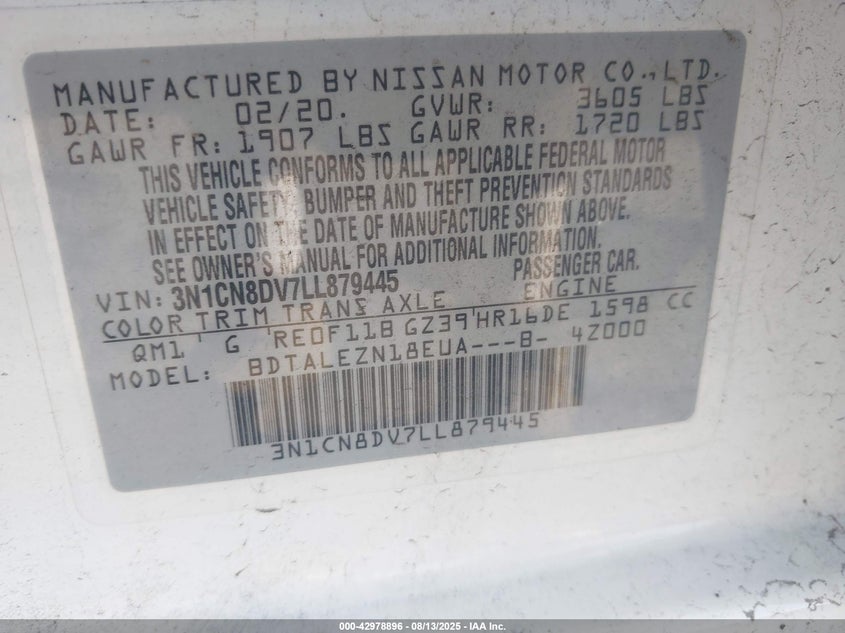 MANUFACTURED BY NISSAN MOTOR CO., LTD.
DATE: 02/20. GVWR: 3605 LBS
GAWR FR: 1907 LBS GAWR RR: 1720 LBS
THIS VEHICLE CONFORMS TO ALL APPLICABLE FEDERAL MOTOR
VEHICLE SAFETY, BUMPER AND THEFT PREVENTION STANDARDS
IN EFFECT ON THE DATE OF MANUFACTURE SHOWN ABOVE.
SEE OWNER'S MANUAL FOR ADDITIONAL INFORMATION.
VIN: 3N1CN8DV7LL879445 PASSENGER CAR.
COLOR TRIM TRANS AXLE ENGINE
QM1 G RE0F11B GZ39 HR16DE 1598 CC
MODEL: BDTALEZN18EUA---B- 4Z000
3N1CN8DV7LL879445
000-42978896 - 08/13/2025 - IAA Inc.